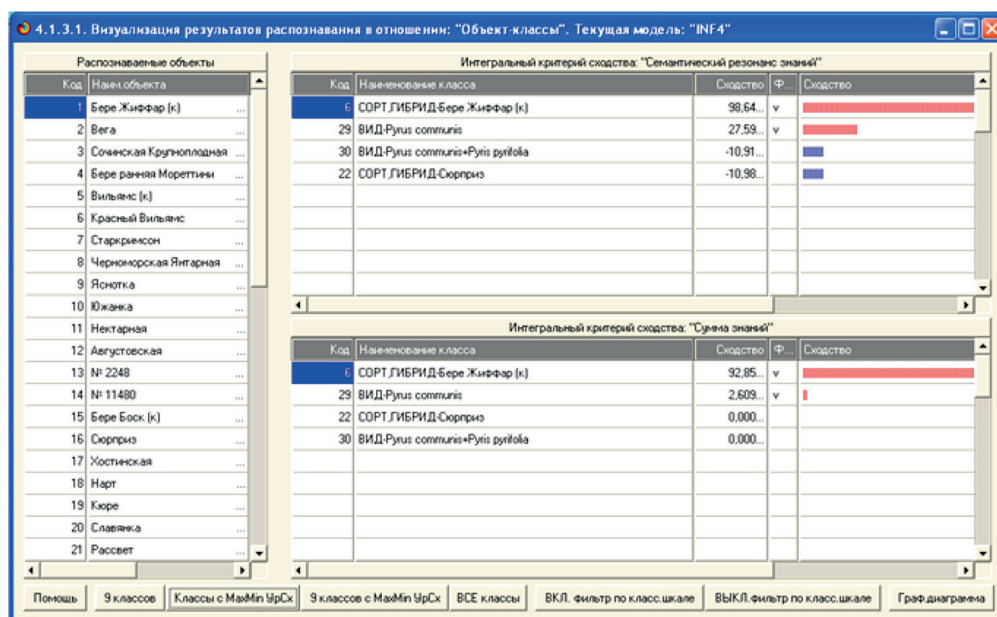 4.1.3.1. Визуализация результатов распознавания в отношении: "Объект-классы". Текущая модель: "INF4"
Распознаваемые объекты
Код Наим.объекта
1 Бере Жиффар (к) ...
2 Вега ...
3 Сочинская Крупноплодная ...
4 Бере ранняя Мореттини ...
5 Вильямс (к) ...
6 Красный Вильямс ...
7 Старкримсон ...
8 Черноморская Янтарная ...
9 Яснотка ...
10 Южанка ...
11 Нектарная ...
12 Августовская ...
13 № 2248 ...
14 № 11480 ...
15 Бере Боск (к) ...
16 Сюрприз ...
17 Хостинская ...
18 Нарт ...
19 Кюре ...
20 Славянка ...
21 Рассвет ...
Интегральный критерий сходства: "Семантический резонанс знаний"
Код Наименование класса Сходство Ф... Сходство
6 СОРТ,ГИБРИД-Бере Жиффар (к) 98,64... v
29 ВИД-Pyrus communis 27,59... v
30 ВИД-Pyrus communis+Pyris pyrifolia -10,91...
22 СОРТ,ГИБРИД-Сюрприз -10,98...
Интегральный критерий сходства: "Сумма знаний"
Код Наименование класса Сходство Ф... Сходство
6 СОРТ,ГИБРИД-Бере Жиффар (к) 92,85... v
29 ВИД-Pyrus communis 2,609... v
22 СОРТ,ГИБРИД-Сюрприз 0,000...
30 ВИД-Pyrus communis+Pyris pyrifolia 0,000...
Помощь 9 классов Классы с MaxMin УрСх 9 классов с MaxMin УрСх ВСЕ классы ВКЛ. фильтр по класс.шкале ВЫКЛ.фильтр по класс.шкале Граф.диаграмма